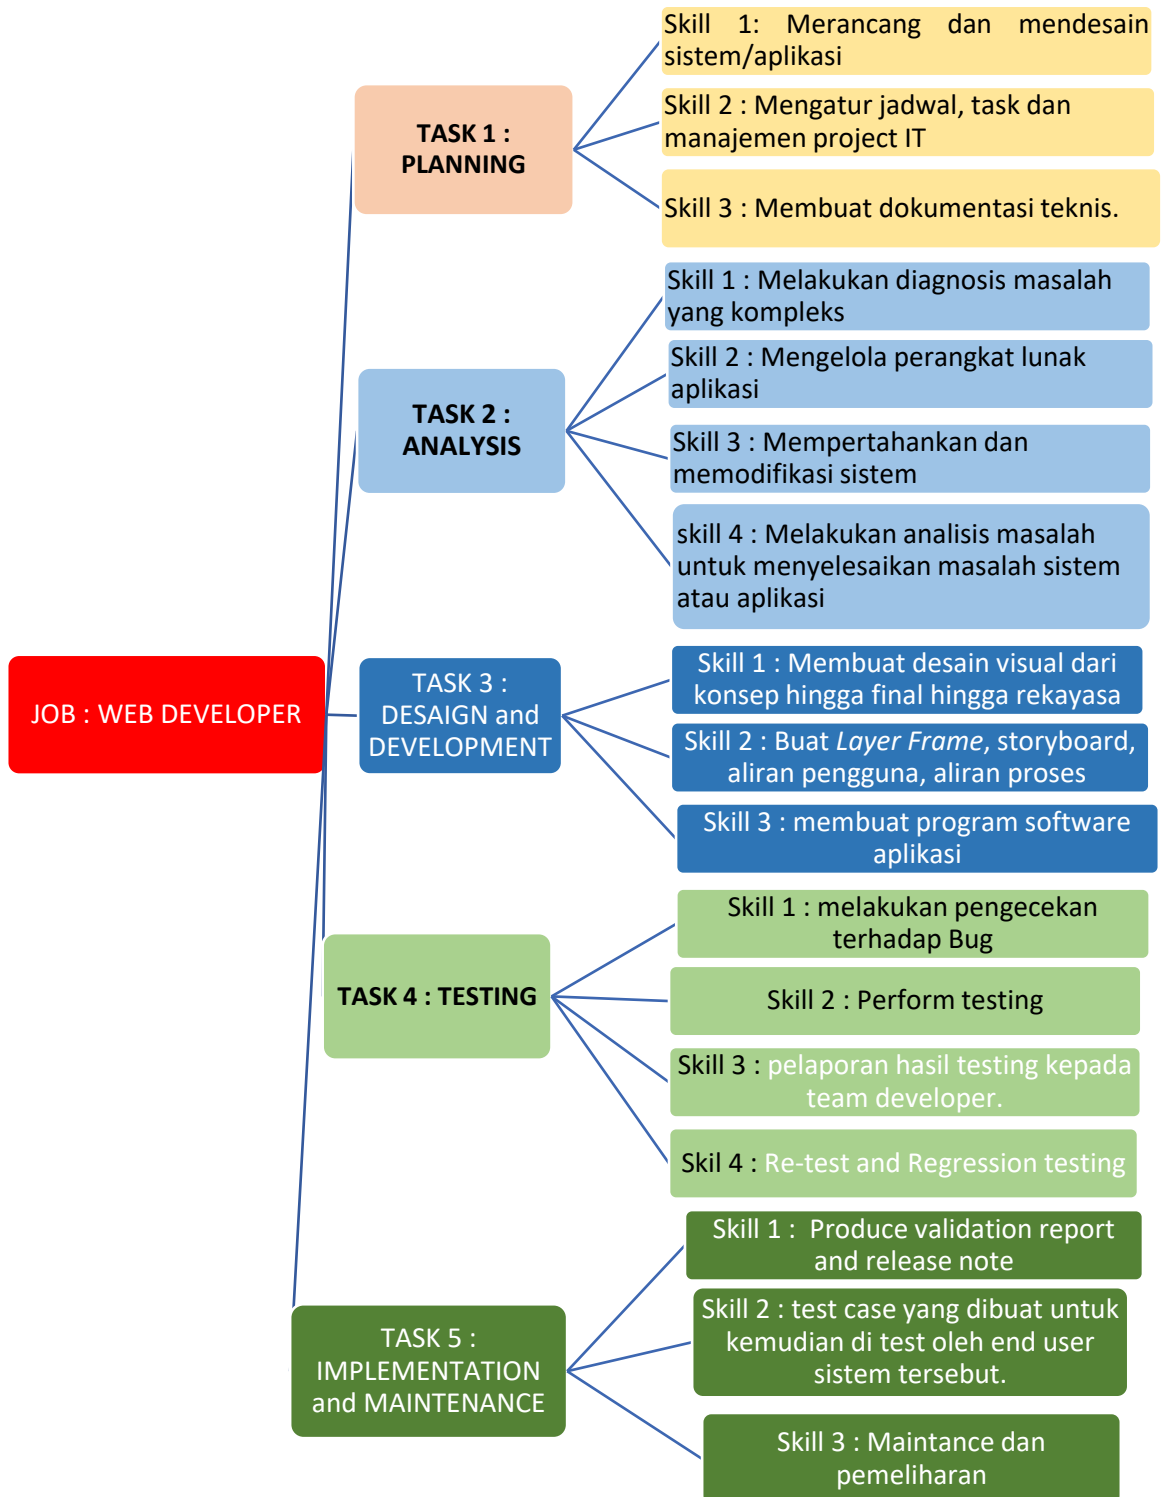 JOB : WEB DEVELOPER
TASK 1 :
PLANNING
Skill 1: Merancang dan mendesain
sistem/aplikasi
Skill 2 : Mengatur jadwal, task dan
manajemen project IT
Skill 3 : Membuat dokumentasi teknis.
TASK 2 :
ANALYSIS
Skill 1 : Melakukan diagnosis masalah
yang kompleks
Skill 2 : Mengelola perangkat lunak
aplikasi
Skill 3 : Mempertahankan dan
memodifikasi sistem
skill 4 : Melakukan analisis masalah
untuk menyelesaikan masalah sistem
atau aplikasi
TASK 3 :
DESAIGN and
DEVELOPMENT
Skill 1 : Membuat desain visual dari
konsep hingga final hingga rekayasa
Skill 2 : Buat Layer Frame, storyboard,
aliran pengguna, aliran proses
Skill 3 : membuat program software
aplikasi
TASK 4 : TESTING
Skill 1 : melakukan pengecekan
terhadap Bug
Skill 2 : Perform testing
Skill 3 : pelaporan hasil testing kepada
team developer.
Skil 4 : Re-test and Regression testing
TASK 5 :
IMPLEMENTATION
and MAINTENANCE
Skill 1 : Produce validation report
and release note
Skill 2 : test case yang dibuat untuk
kemudian di test oleh end user
sistem tersebut.
Skill 3 : Maintance dan
pemeliharan